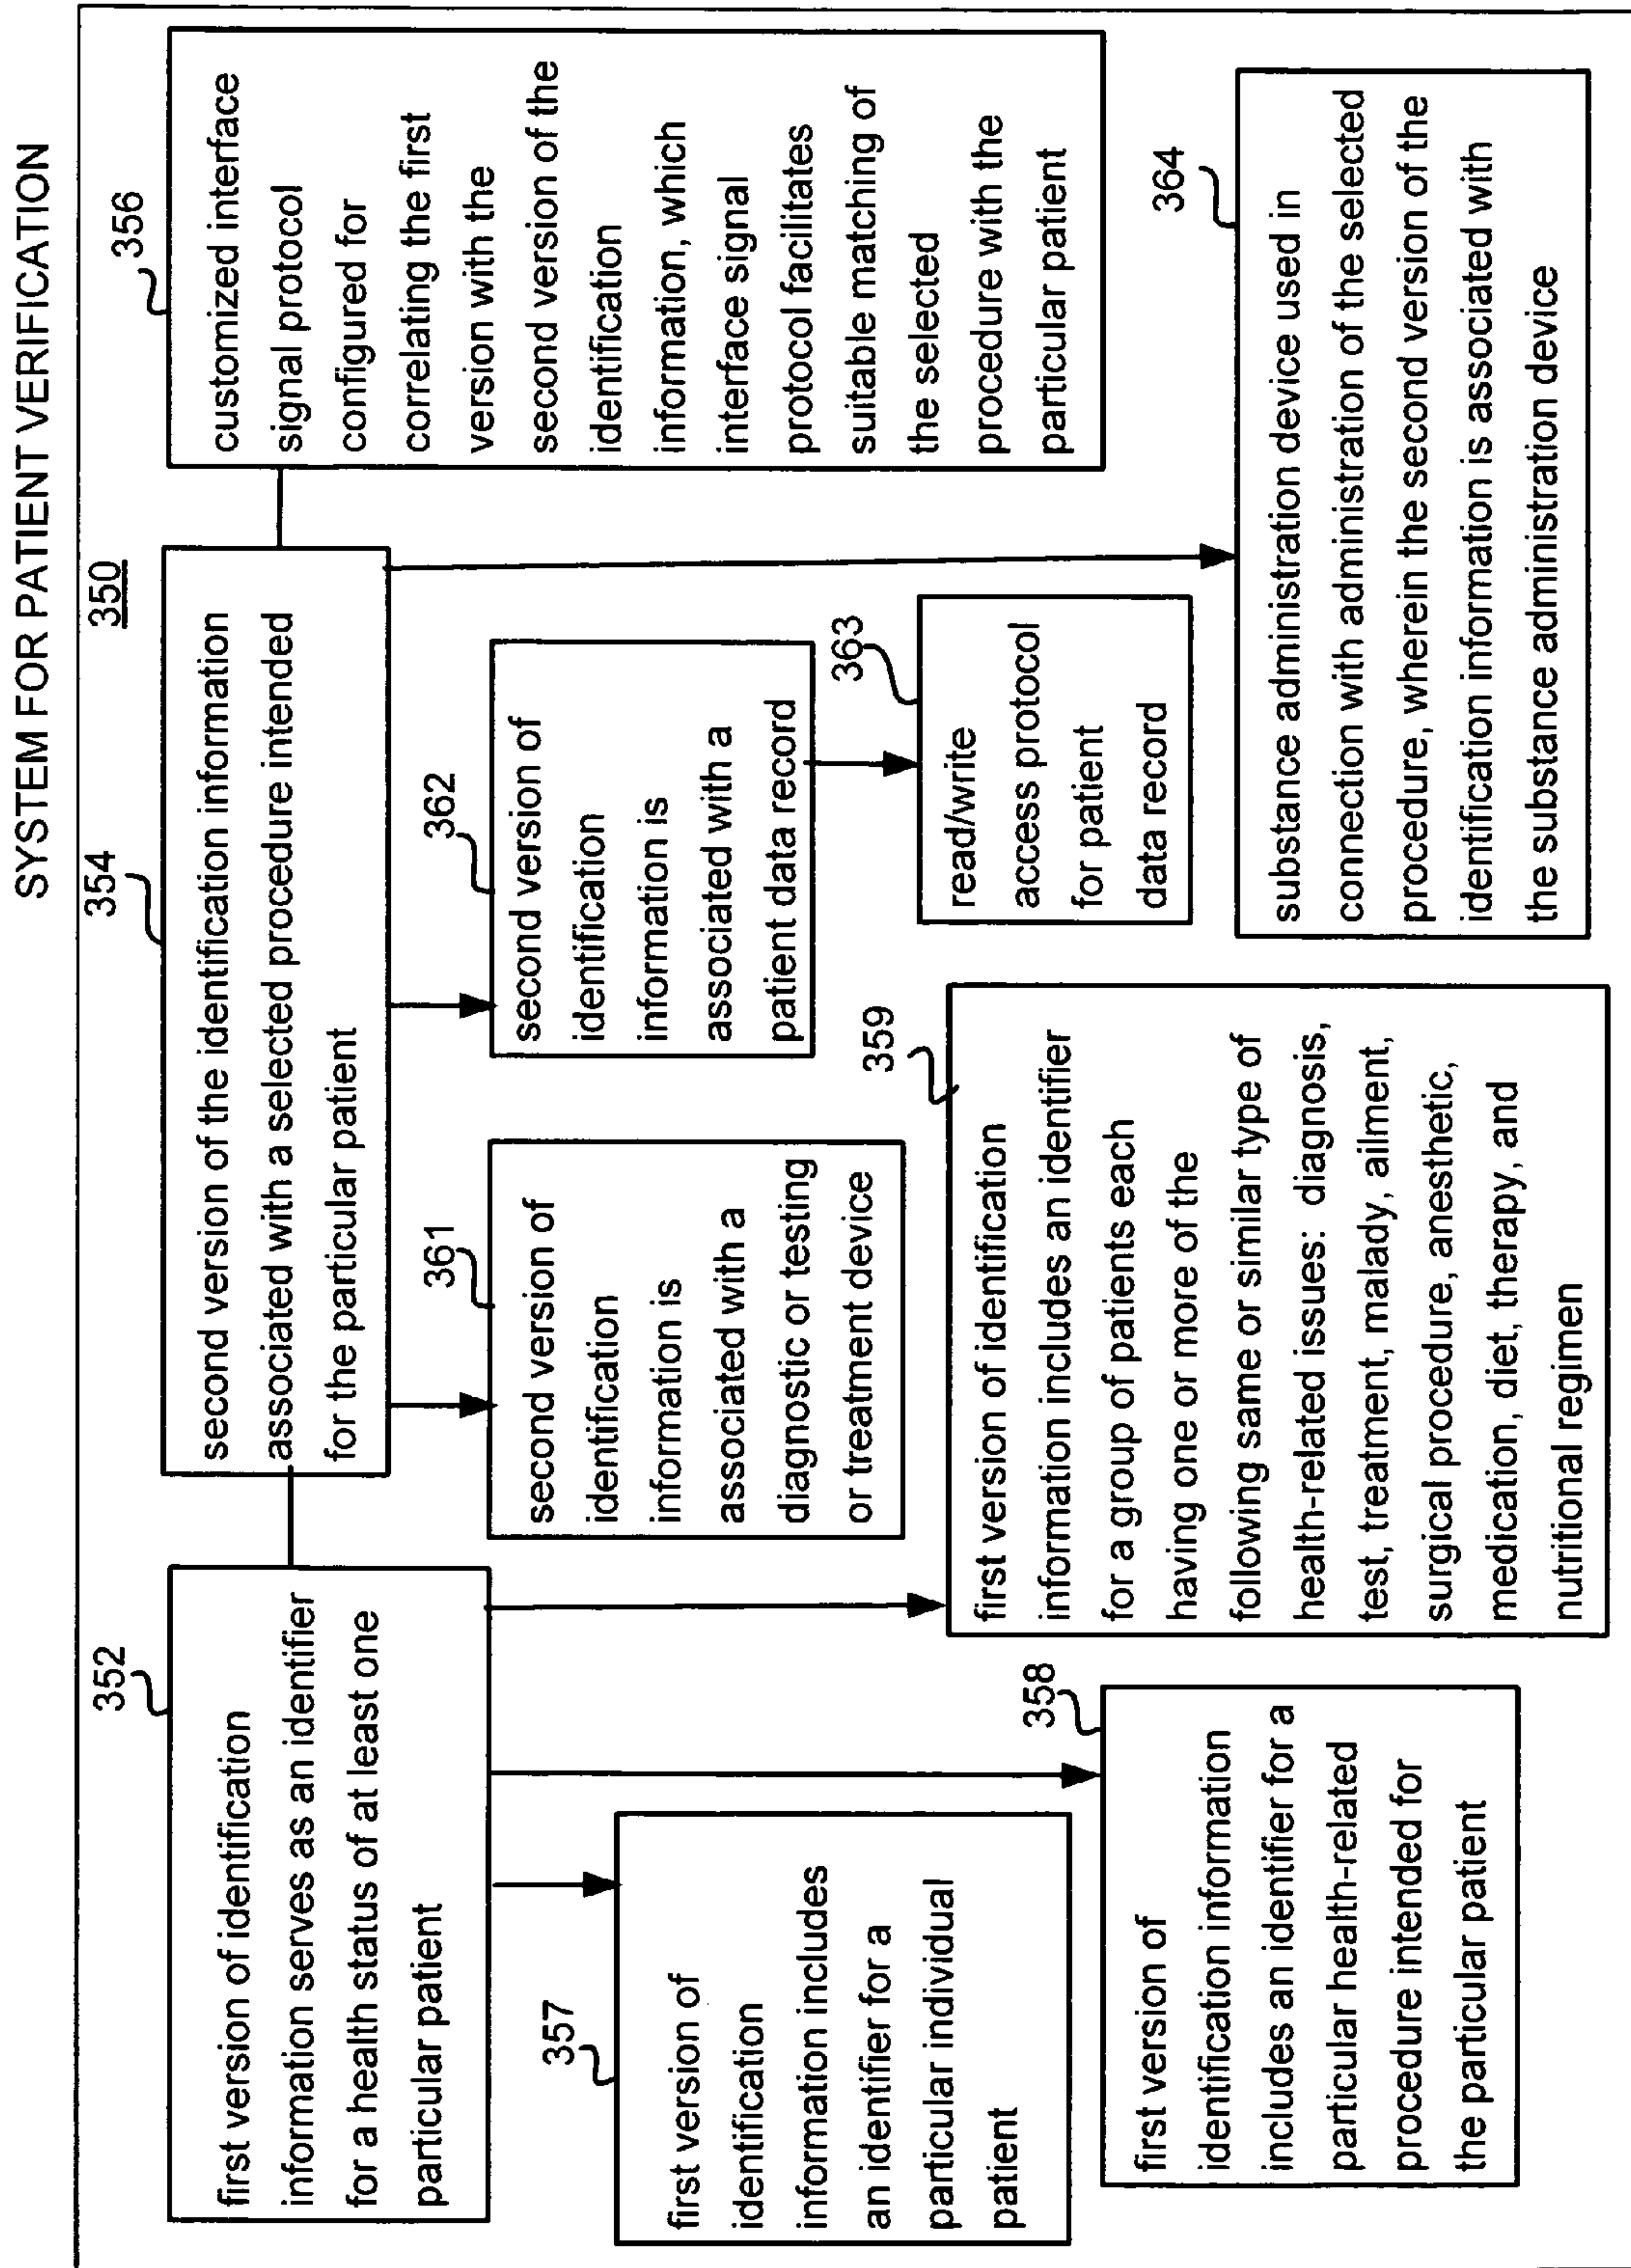 SYSTEM FOR PATIENT VERIFICATION
350
352
first version of identification
information serves as an identifier
for a health status of at least one
particular patient
354
second version of the identification information
associated with a selected procedure intended
for the particular patient
356
customized interface
signal protocol
configured for
correlating the first
version with the
second version of the
identification
information, which
interface signal
protocol facilitates
suitable matching of
the selected
procedure with the
particular patient
357
first version of
identification
information includes
an identifier for a
particular individual
patient
358
first version of
identification information
includes an identifier for a
particular health-related
procedure intended for
the particular patient
359
first version of identification
information includes an identifier
for a group of patients each
having one or more of the
following same or similar type of
health-related issues: diagnosis,
test, treatment, malady, ailment,
surgical procedure, anesthetic,
medication, diet, therapy, and
nutritional regimen
361
second version of
identification
information is
associated with a
diagnostic or testing
or treatment device
362
second version of
identification
information is
associated with a
patient data record
363
read/write
access protocol
for patient
data record
364
substance administration device used in
connection with administration of the selected
procedure, wherein the second version of the
identification information is associated with
the substance administration device